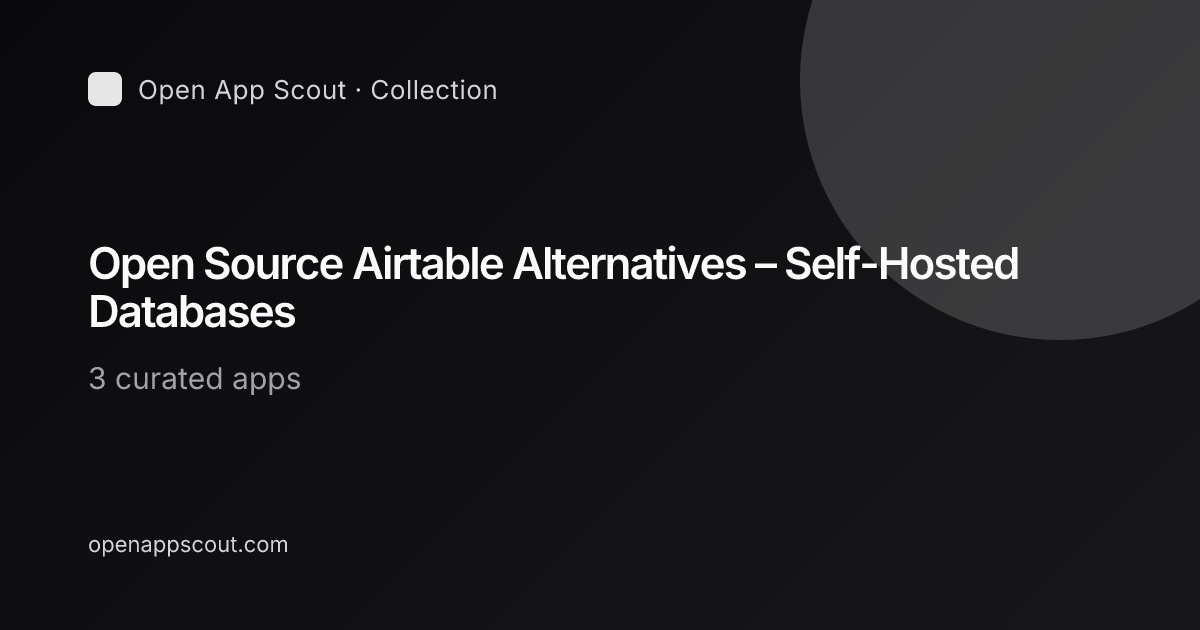 Open App Scout · Collection
Open Source Airtable Alternatives – Self-Hosted
Databases
3 curated apps
openappscout.com